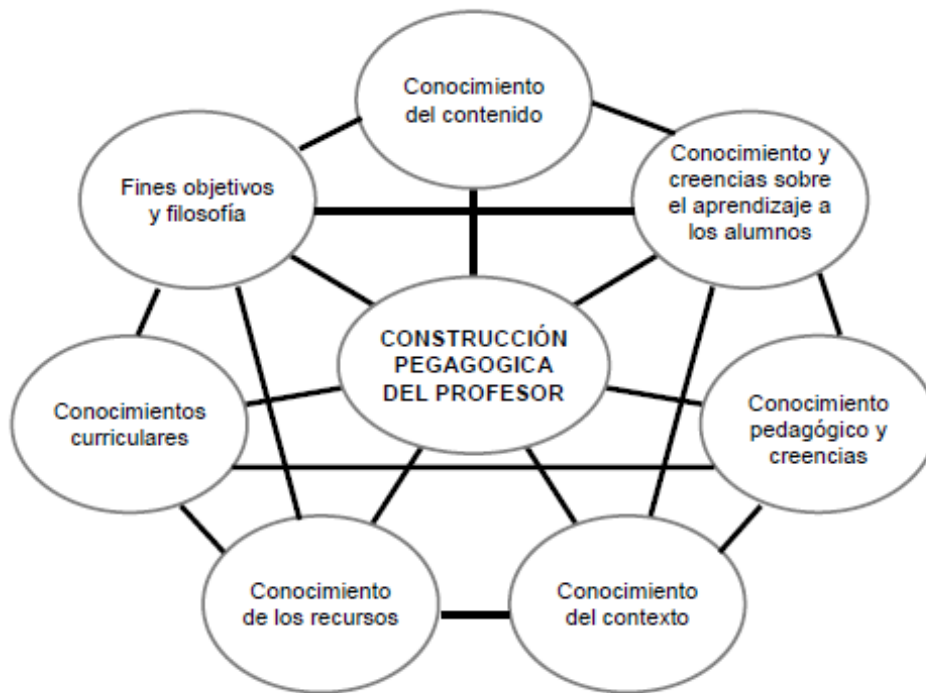 Conocimiento
del contenido
Fines objetivos
y filosofía
Conocimiento y
creencias sobre
el aprendizaje a
los alumnos
CONSTRUCCIÓN
PEGAGOGICA
DEL PROFESOR
Conocimientos
curriculares
Conocimiento
pedagógico y
creencias
Conocimiento
de los recursos
Conocimiento
del contexto